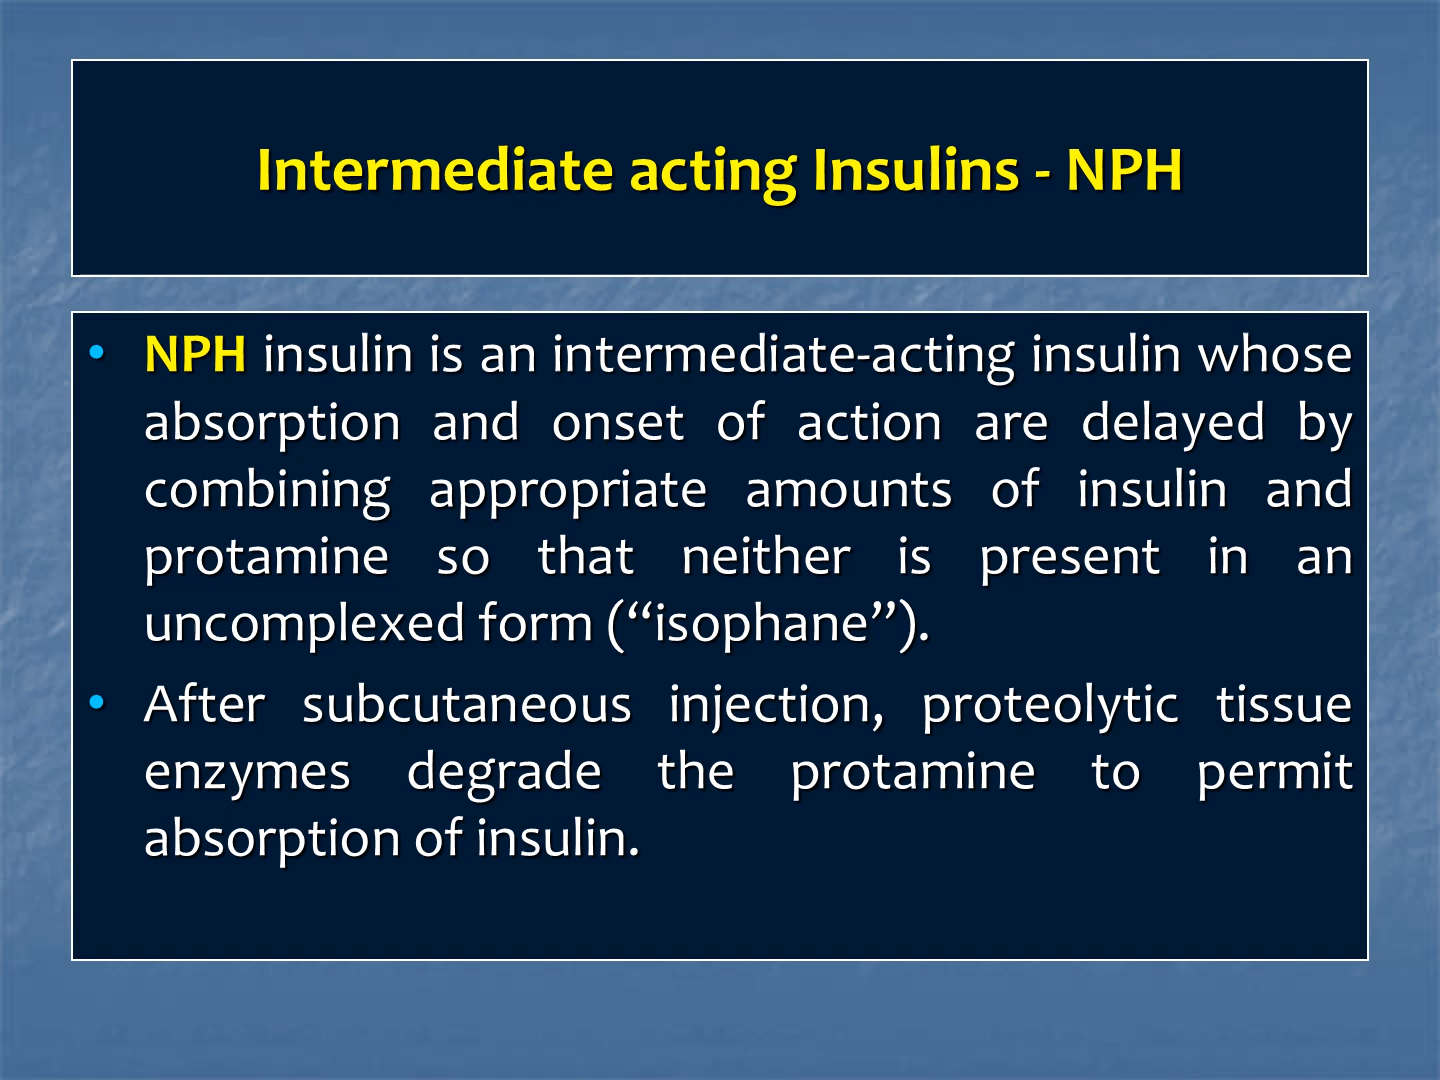 Intermediate acting Insulins - NPH
• NPH insulin is an intermediate-acting insulin whose
absorption and onset of action are delayed by
combining appropriate amounts of insulin and
protamine so that neither is present in an
uncomplexed form (“isophane”).
• After subcutaneous injection, proteolytic tissue
enzymes degrade the protamine to permit
absorption of insulin.